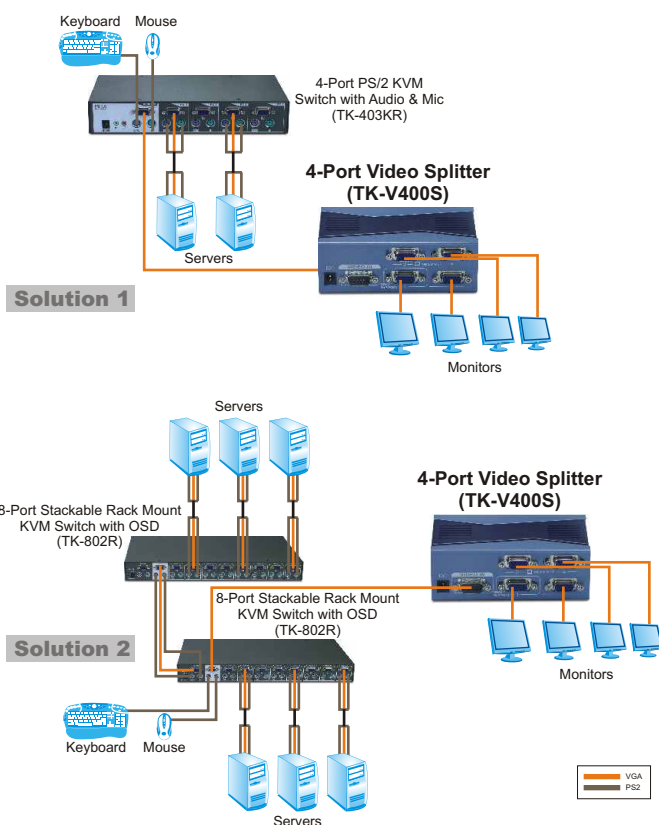 Keyboard Mouse
4-Port PS/2 KVM
Switch with Audio & Mic
(TK-403KR)
4-Port Video Splitter
(TK-V400S)
Servers
Solution 1
Monitors
Servers
4-Port Video Splitter
(TK-V400S)
8-Port Stackable Rack Mount
KVM Switch with OSD
(TK-802R)
8-Port Stackable Rack Mount
KVM Switch with OSD
(TK-802R)
Solution 2
Monitors
Keyboard Mouse
VGA
PS2
Servers